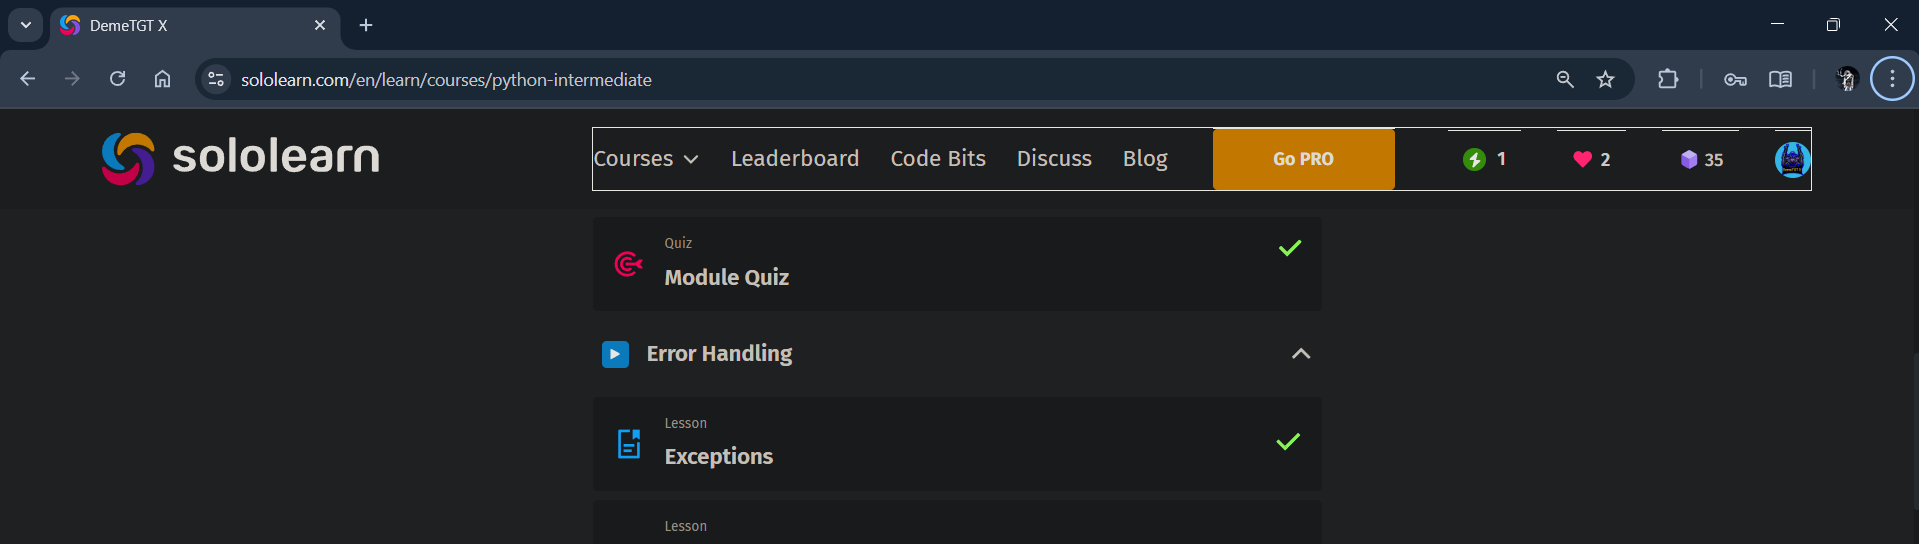 DemeTGT X
sololearn.com/en/learn/courses/python-intermediate
sololearn
Courses Leaderboard Code Bits Discuss Blog Go PRO 1 2 35
Quiz
Module Quiz
Error Handling
Lesson
Exceptions
Lesson